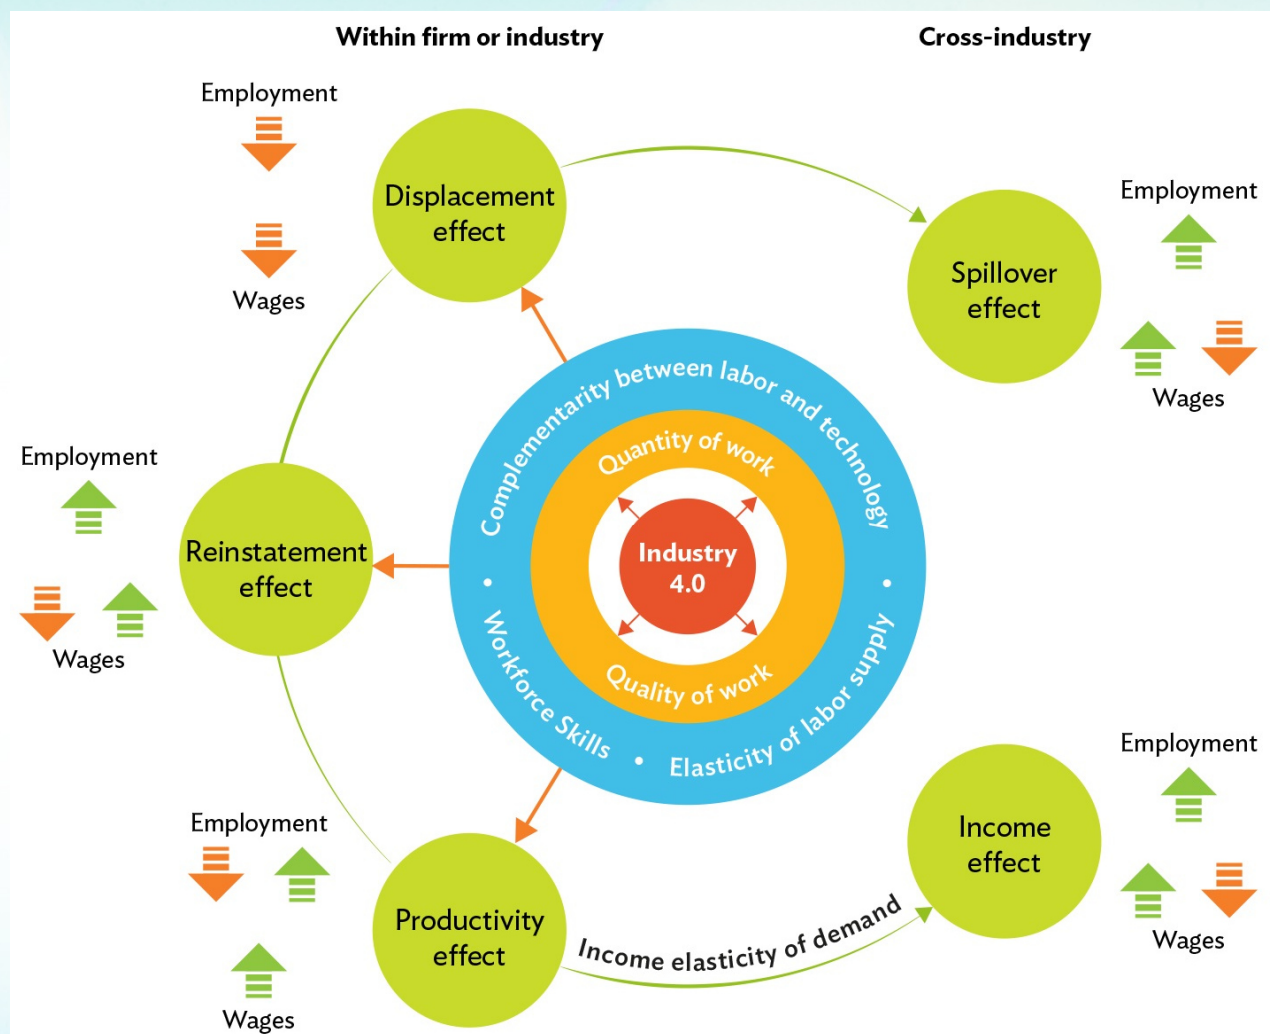 Within firm or industry
Cross-industry
Employment
Displacement
effect
Wages
Employment
Spillover
effect
Wages
Complementarity between labor and technology
Quantity of work
Industry
4.0
Quality of work
• Workforce Skills • Elasticity of labor supply •
Employment
Reinstatement
effect
Wages
Employment
Productivity
effect
Wages
Income elasticity of demand
Employment
Income
effect
Wages